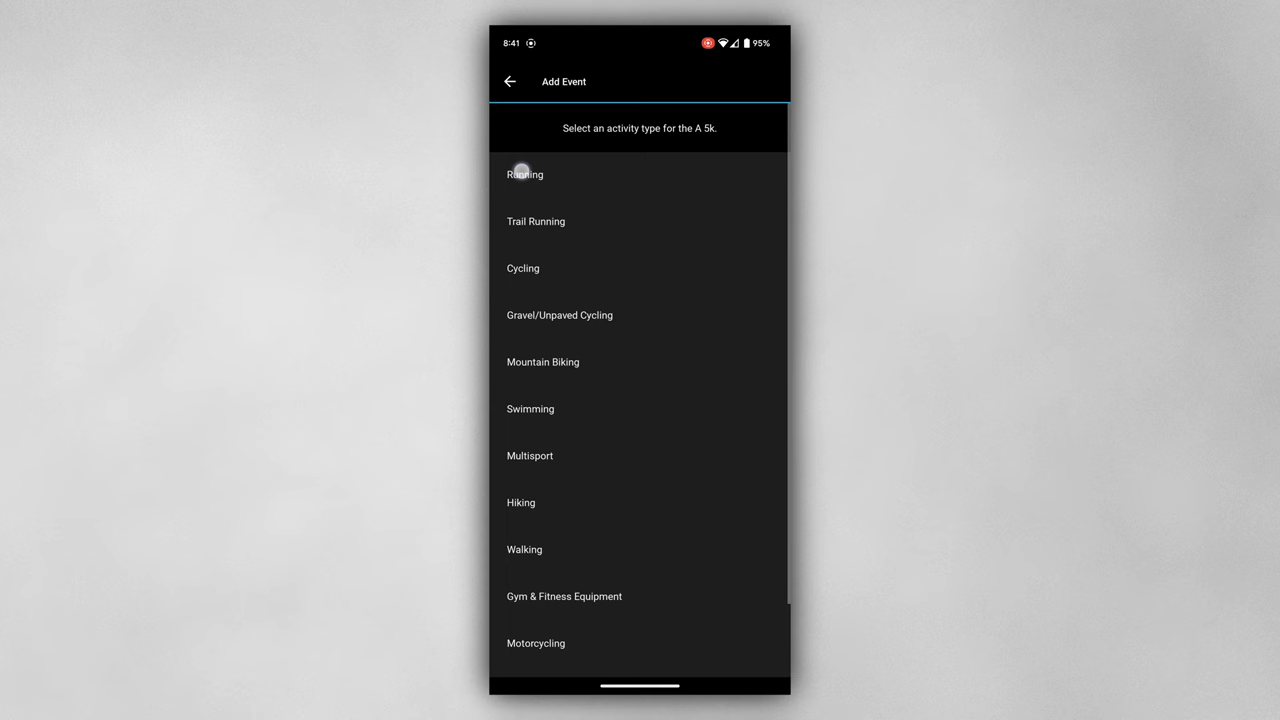 8:41
95%
Add Event
Select an activity type for the A 5k.
Running
Trail Running
Cycling
Gravel/Unpaved Cycling
Mountain Biking
Swimming
Multisport
Hiking
Walking
Gym & Fitness Equipment
Motorcycling